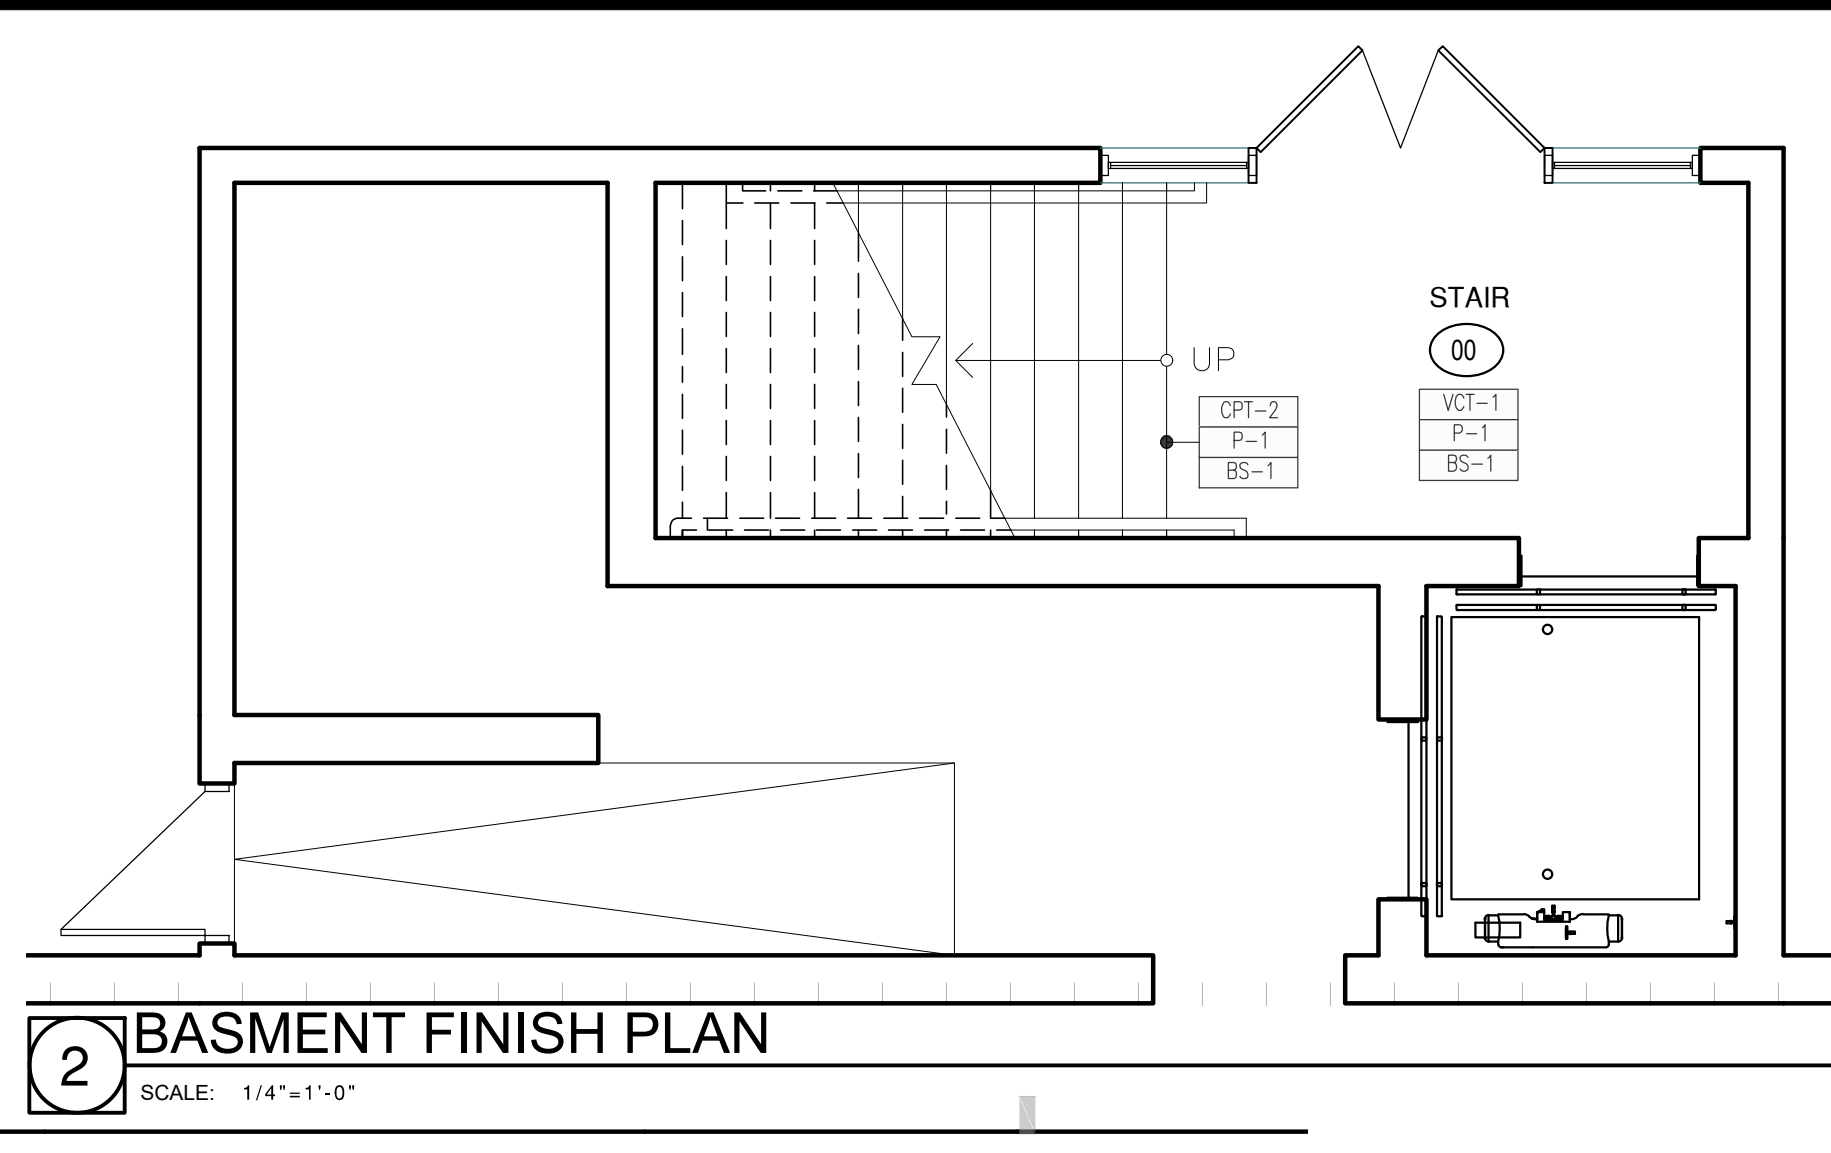 STAIR
00
UP
CPT-2
P-1
BS-1
VCT-1
P-1
BS-1
2
BASMENT FINISH PLAN
SCALE: 1/4"=1'-0"